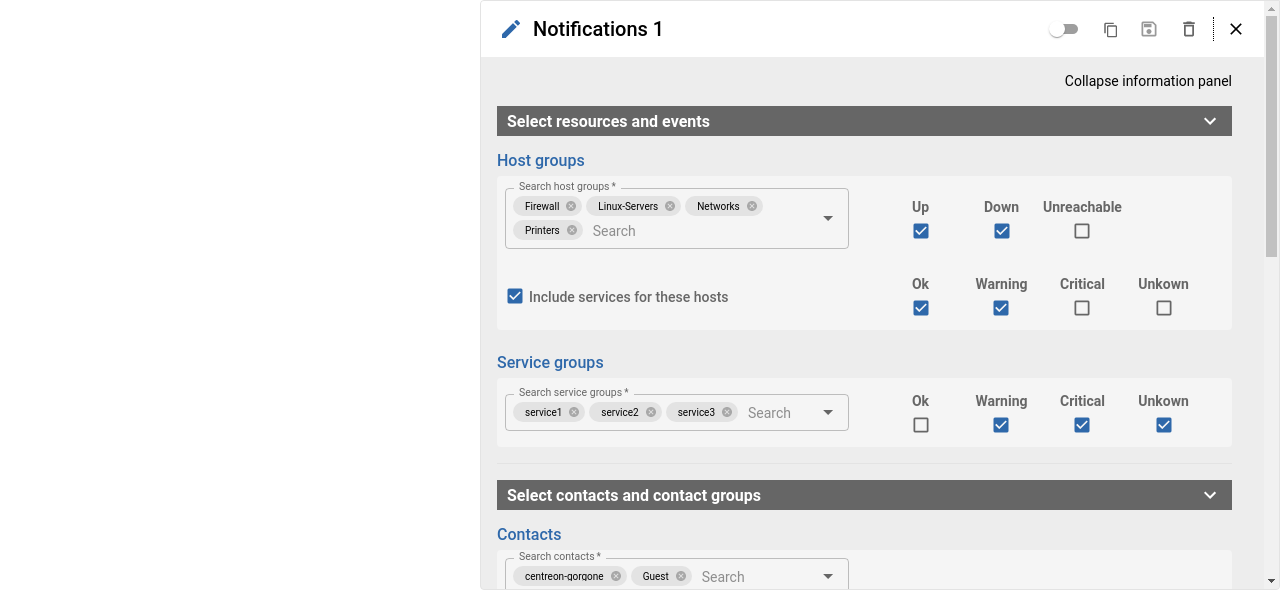 Notifications 1
Collapse information panel
Select resources and events
Host groups
Search host groups *
Firewall Linux-Servers Networks
Printers Search
Up Down Unreachable
Include services for these hosts
Ok Warning Critical Unkown
Service groups
Search service groups *
service1 service2 service3 Search
Ok Warning Critical Unkown
Select contacts and contact groups
Contacts
Search contacts *
centreon-gorgone Guest Search